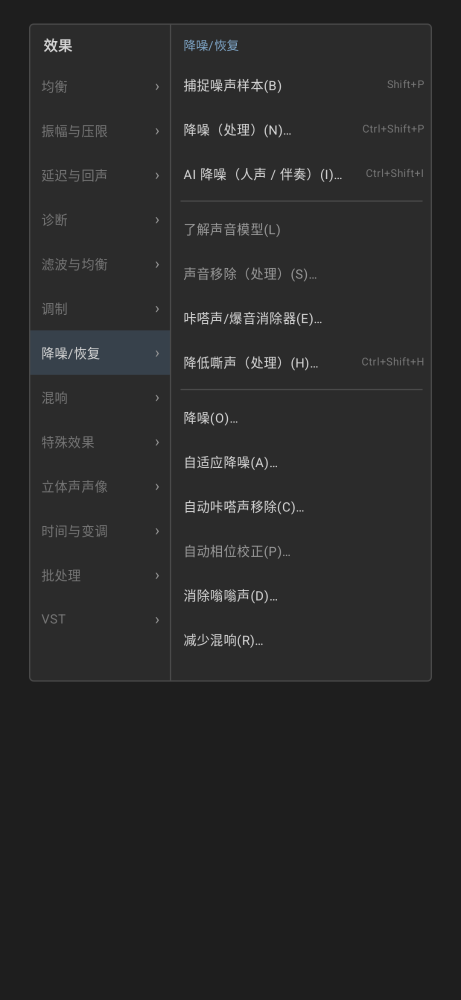 效果
均衡 ›
振幅与压限 ›
延迟与回声 ›
诊断 ›
滤波与均衡 ›
调制 ›
降噪/恢复 ›
混响 ›
特殊效果 ›
立体声声像 ›
时间与变调 ›
批处理 ›
VST ›
降噪/恢复
捕捉噪声样本(B) Shift+P
降噪（处理）(N)... Ctrl+Shift+P
AI 降噪（人声 / 伴奏）(I)... Ctrl+Shift+I
了解声音模型(L)
声音移除（处理）(S)...
咔嗒声/爆音消除器(E)...
降低嘶声（处理）(H)... Ctrl+Shift+H
降噪(O)...
自适应降噪(A)...
自动咔嗒声移除(C)...
自动相位校正(P)...
消除嗡嗡声(D)...
减少混响(R)...